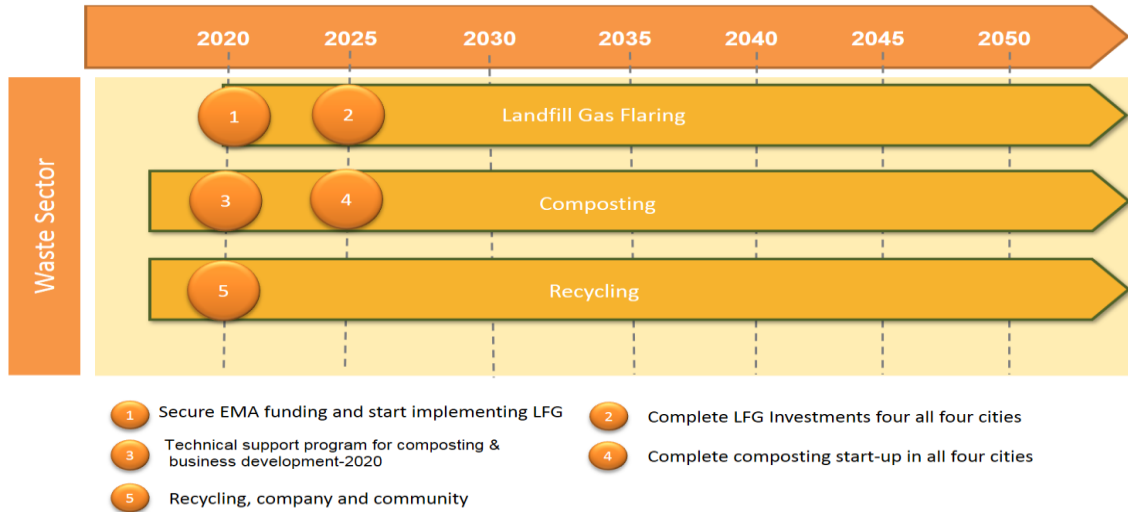 2020 2025 2030 2035 2040 2045 2050
Waste Sector
1 2 Landfill Gas Flaring
3 4 Composting
5 Recycling
1 Secure EMA funding and start implementing LFG
2 Complete LFG Investments four all four cities
3 Technical support program for composting &
business development-2020
4 Complete composting start-up in all four cities
5 Recycling, company and community